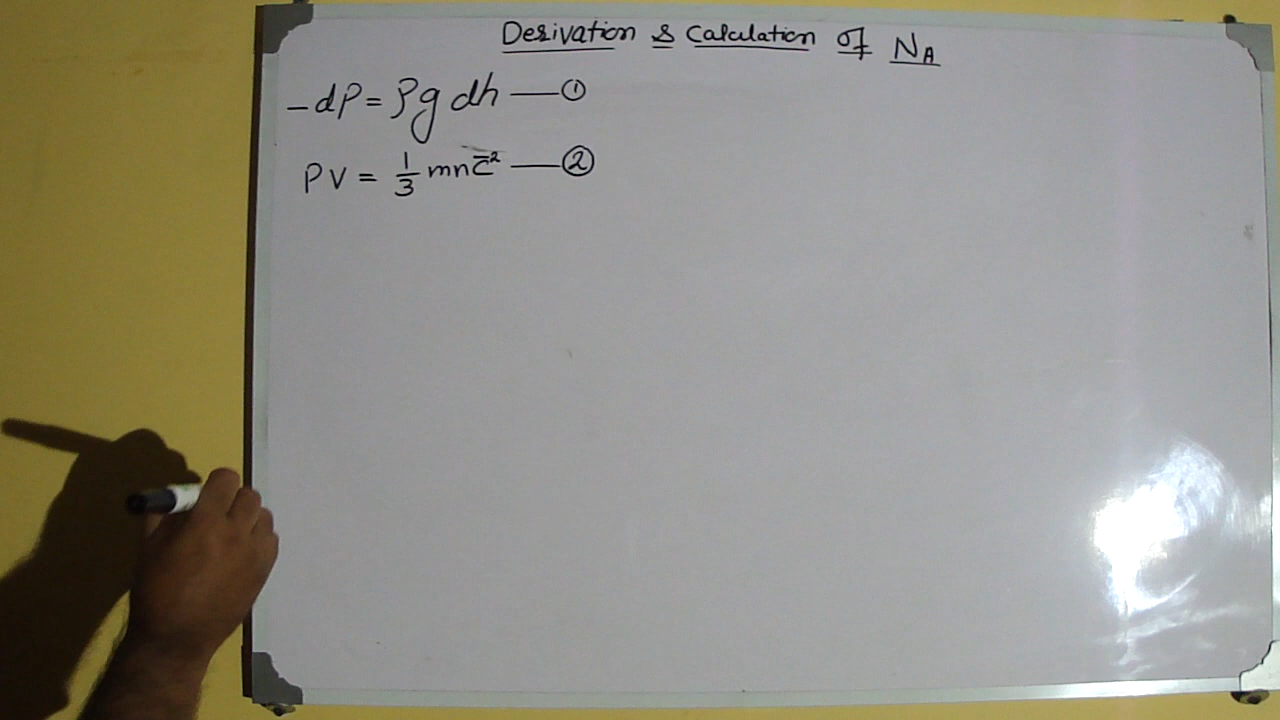 Derivation & Calculation of N_A
-dP = ρg dh —— ①
PV = 1/3 mnc̄² —— ②